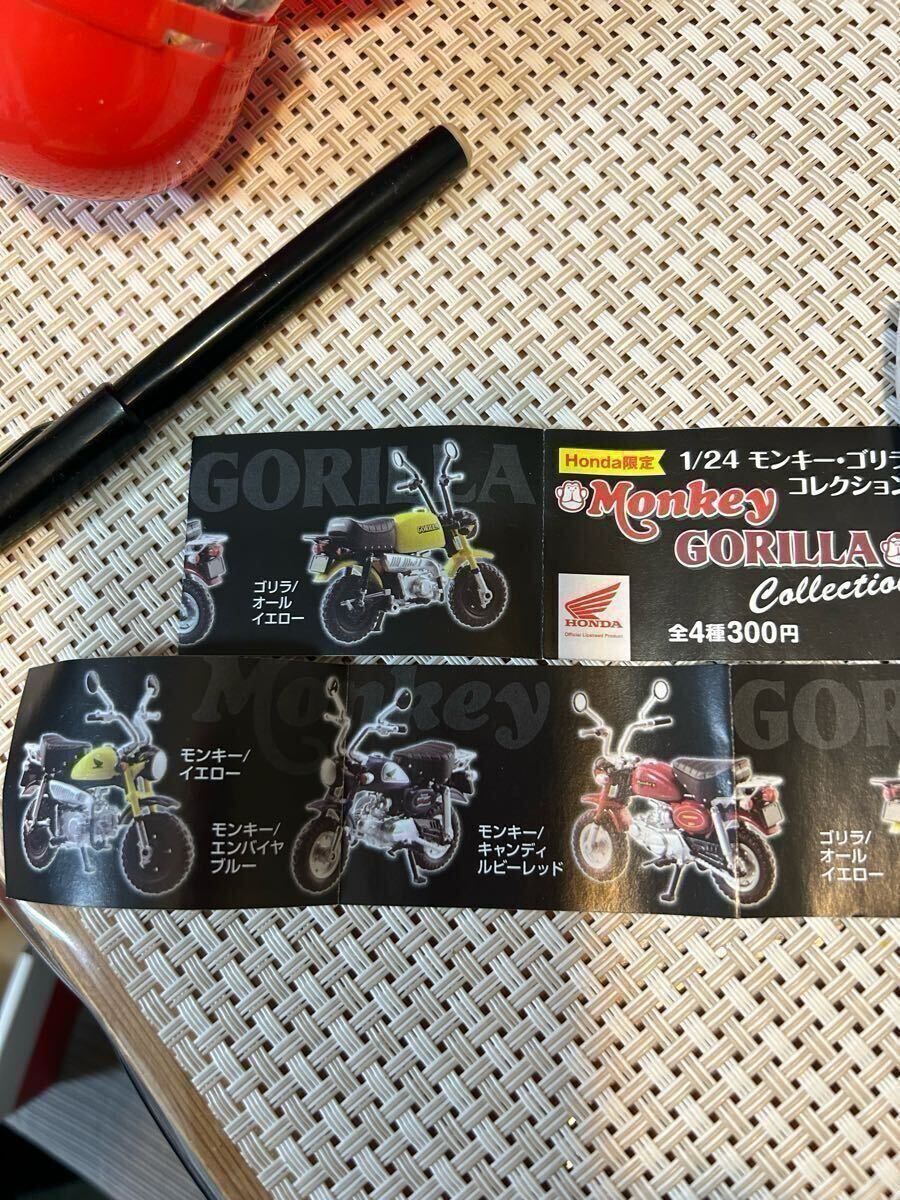 GORILLA
GORILLA
ゴリラ/
オール
イエロー
Honda限定
1/24 モンキー・ゴリラ
コレクション
Monkey
GORILLA
Collection
HONDA
Official Licensed Product
全4種300円
Monkey
モンキー/
イエロー
モンキー/
エンパイヤ
ブルー
モンキー/
キャンディ
ルビーレッド
GOR
ゴリラ/
オール
イエロー